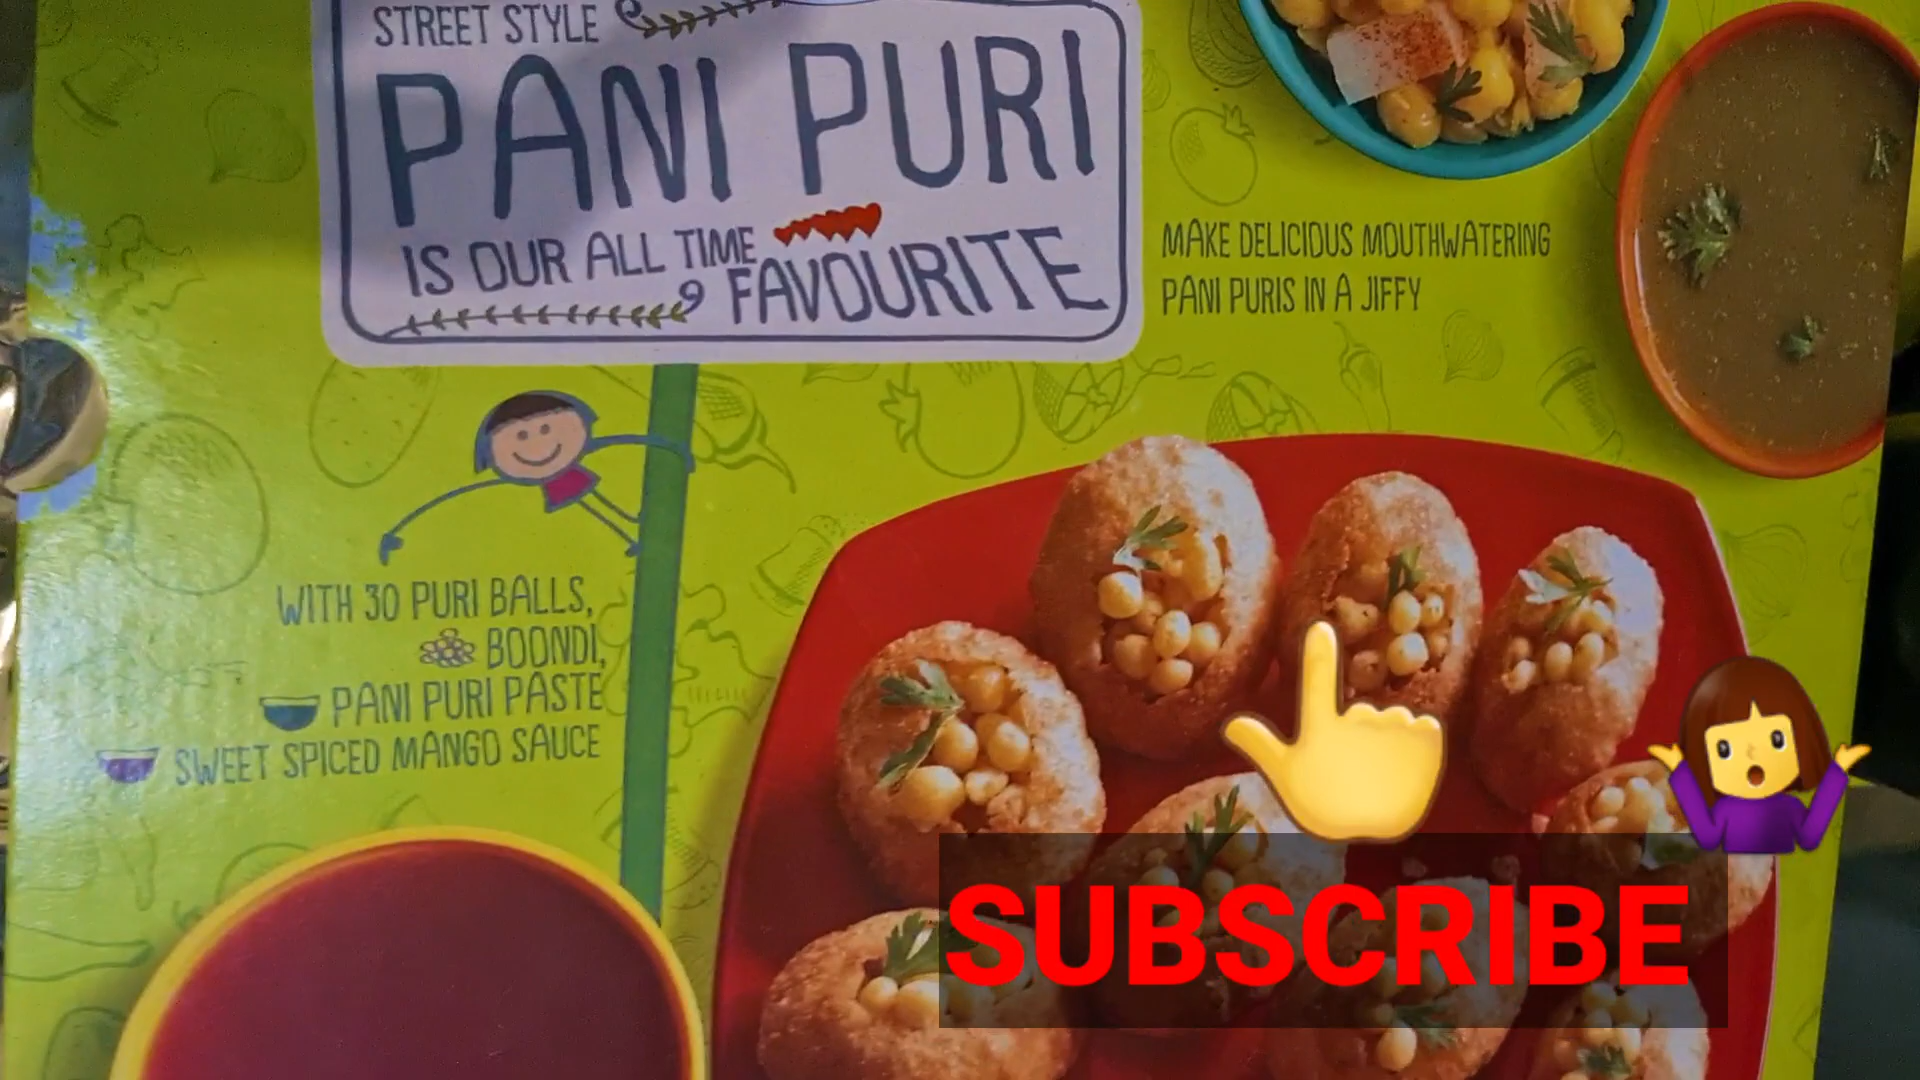 STREET STYLE
PANI PURI
IS OUR ALL TIME
FAVOURITE
MAKE DELICIOUS MOUTHWATERING
PANI PURIS IN A JIFFY
WITH 30 PURI BALLS,
BOONDI,
PANI PURI PASTE
SWEET SPICED MANGO SAUCE
SUBSCRIBE